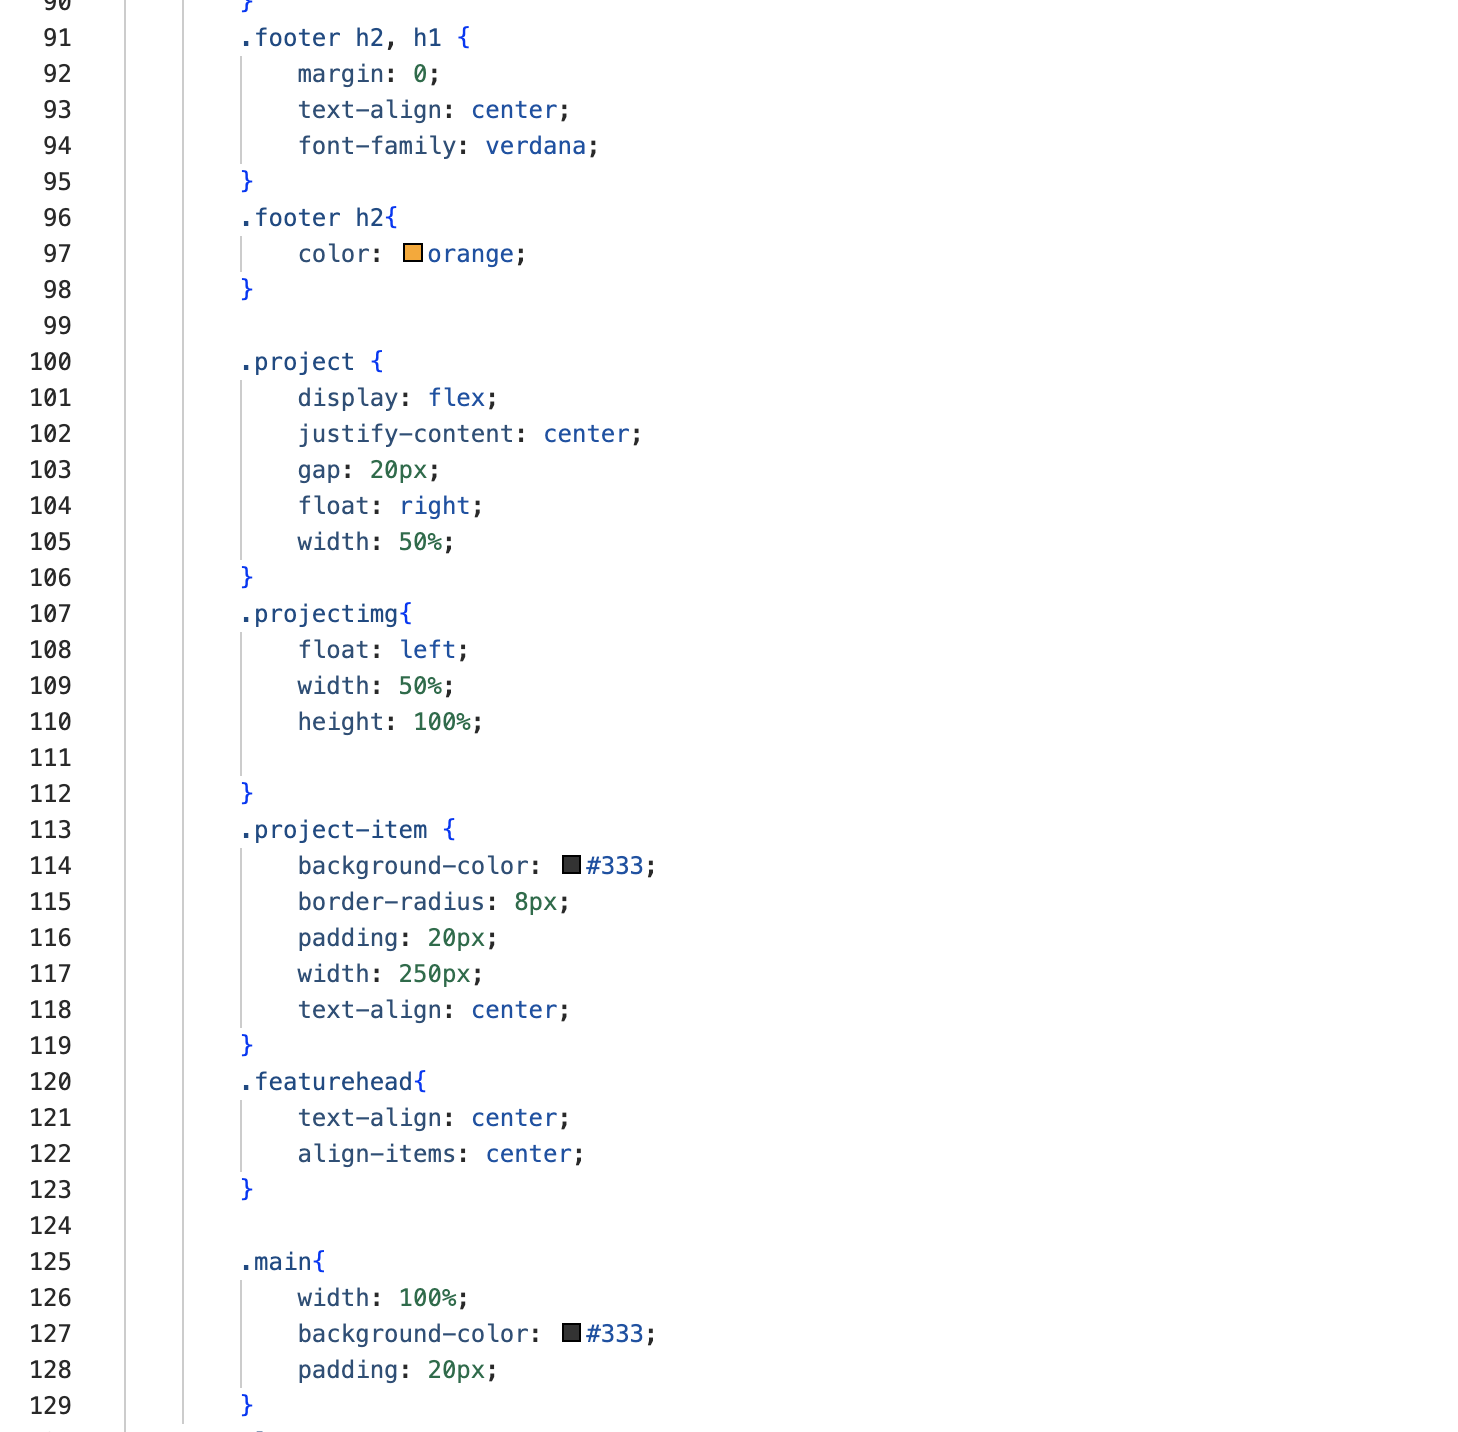 90 }
91 .footer h2, h1 {
92 margin: 0;
93 text-align: center;
94 font-family: verdana;
95 }
96 .footer h2{
97 color: orange;
98 }
99
100 .project {
101 display: flex;
102 justify-content: center;
103 gap: 20px;
104 float: right;
105 width: 50%;
106 }
107 .projectimg{
108 float: left;
109 width: 50%;
110 height: 100%;
111
112 }
113 .project-item {
114 background-color: #333;
115 border-radius: 8px;
116 padding: 20px;
117 width: 250px;
118 text-align: center;
119 }
120 .featurehead{
121 text-align: center;
122 align-items: center;
123 }
124
125 .main{
126 width: 100%;
127 background-color: #333;
128 padding: 20px;
129 }